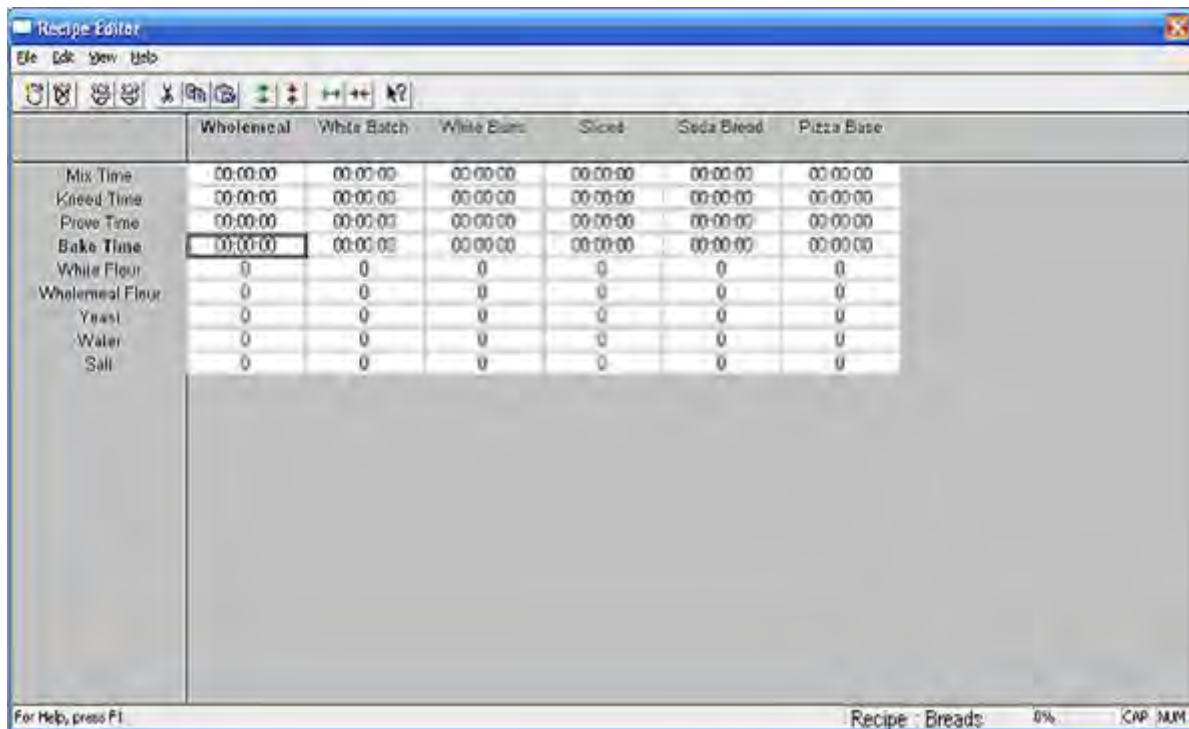 Recipe Editor
File Edit View Help
Wholemeal White Batch White Buns Sliced Soda Bread Pizza Base
Mix Time 00:00:00 00:00:00 00:00:00 00:00:00 00:00:00 00:00:00
Kneed Time 00:00:00 00:00:00 00:00:00 00:00:00 00:00:00 00:00:00
Prove Time 00:00:00 00:00:00 00:00:00 00:00:00 00:00:00 00:00:00
Bake Time 00:00:00 00:00:00 00:00:00 00:00:00 00:00:00 00:00:00
White Flour 0 0 0 0 0 0
Wholemeal Flour 0 0 0 0 0 0
Yeast 0 0 0 0 0 0
Water 0 0 0 0 0 0
Salt 0 0 0 0 0 0
For Help, press F1 Recipe : Breads 0% CAP NUM